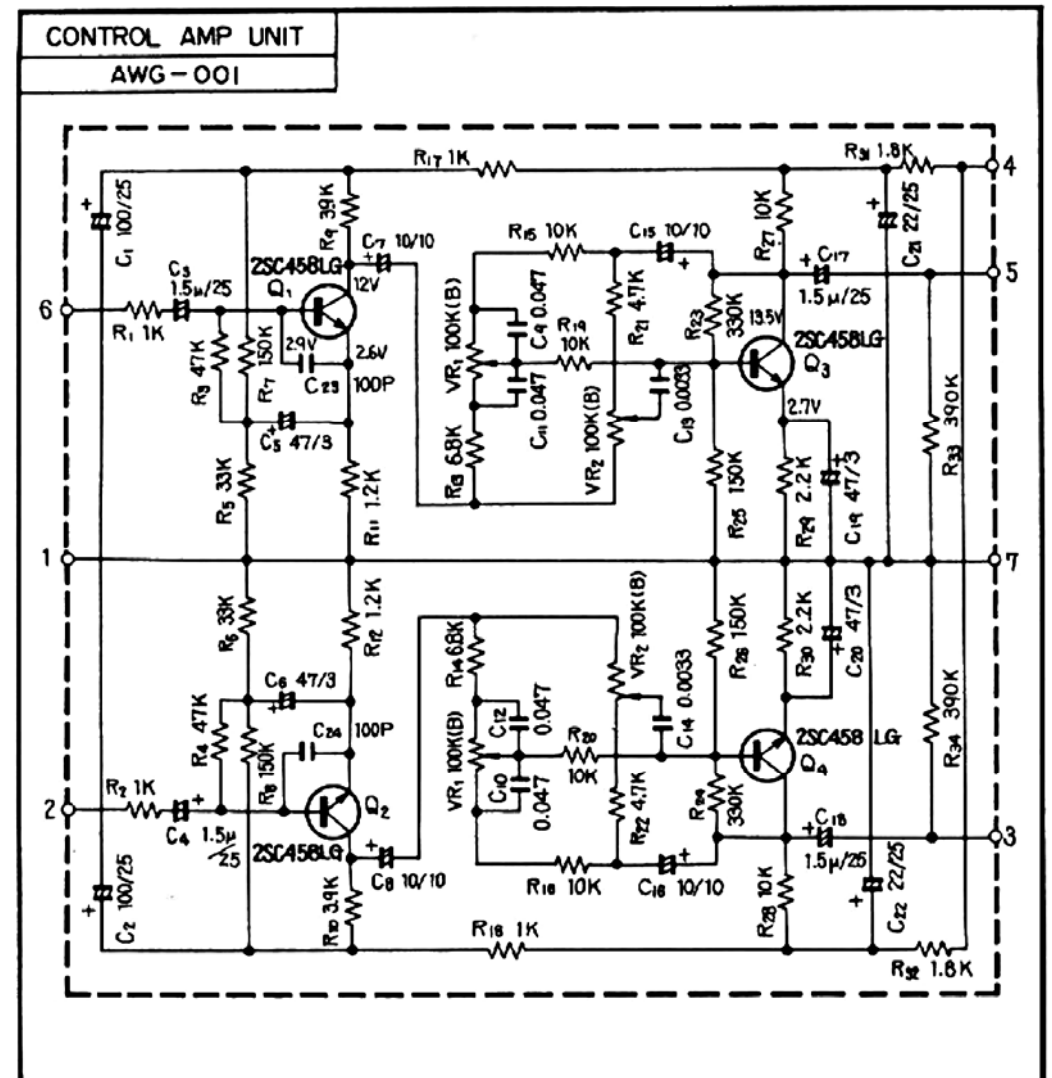 CONTROL AMP UNIT
AWG-001
R17 1K
R31 1.8K
4
C1 100/25
R9 3.9K
C7 10/10
R15 10K
C15 10/10
R27 10K
C21 22/25
C17
1.5μ/25
5
C3
1.5μ/25
2SC458LG
Q1
12V
6
R1 1K
R3 47K
R7 150K
2.9V
2.6V
C23
100P
VR1 100K(B)
C9 0.047
R19
10K
R21 4.7K
R23
330K
13.5V
2SC458LG
Q3
2.7V
C5 47/3
C11 0.047
R13 6.8K
VR2 100K(B)
C13 0.0033
R33 390K
R5 33K
R11 1.2K
R25 150K
R29 2.2K
C19 47/3
1
7
R6 33K
R12 1.2K
R14 6.8K
VR2 100K(B)
R26 150K
R30 2.2K
C20 47/3
C6 47/3
R4 47K
R8 150K
C24
100P
C12
0.047
C14 0.0033
VR1 100K(B)
R20
10K
2SC458 LG
Q4
R34 390K
R2 1K
2
Q2
C10
0.047
R22 4.7K
R24
330K
C18
1.5μ/25
3
C4
1.5μ
/25
2SC458LG
C8 10/10
R16 10K
C16 10/10
R28 10K
C22 22/25
C2 100/25
R10 3.9K
R18 1K
R32 1.8K